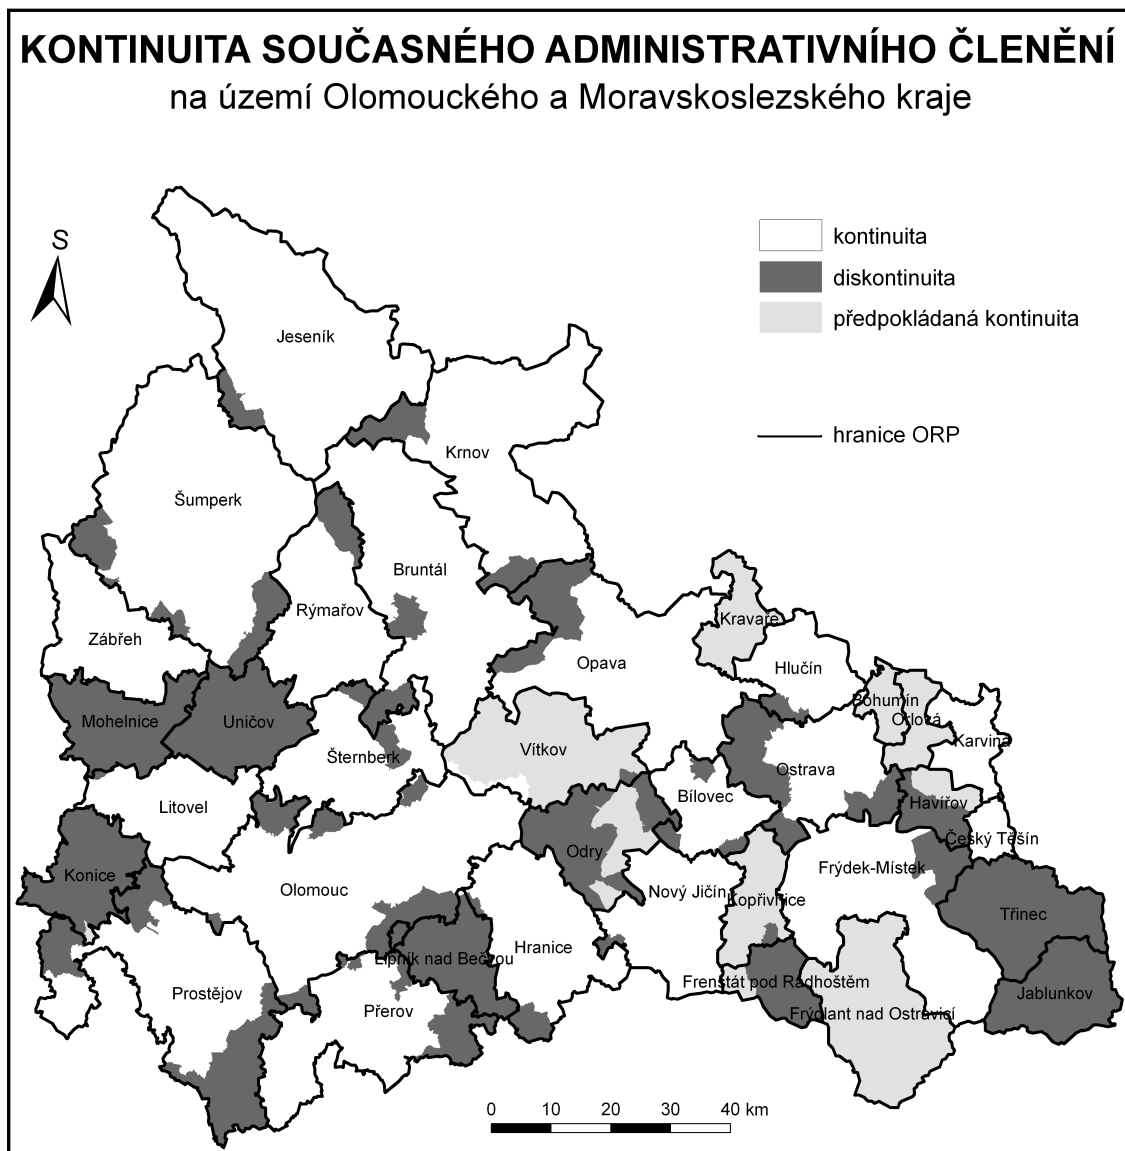 KONTINUITA SOUČASNÉHO ADMINISTRATIVNÍHO ČLENĚNÍ
na území Olomouckého a Moravskoslezského kraje
S
kontinuita
diskontinuita
předpokládaná kontinuita
hranice ORP
Jeseník
Krnov
Šumperk
Bruntál
Rýmařov
Zábřeh
Kravaře
Opava
Hlučín
Bohumín
Orlová
Mohelnice
Uničov
Karviná
Vítkov
Šternberk
Ostrava
Bílovec
Litovel
Havířov
Český Těšín
Odry
Frýdek-Místek
Konice
Olomouc
Nový Jičín
Kopřivnice
Třinec
Hranice
Lipník nad Bečvou
Frenštát pod Radhoštěm
Prostějov
Jablunkov
Přerov
Frýdlant nad Ostravicí
0 10 20 30 40 km